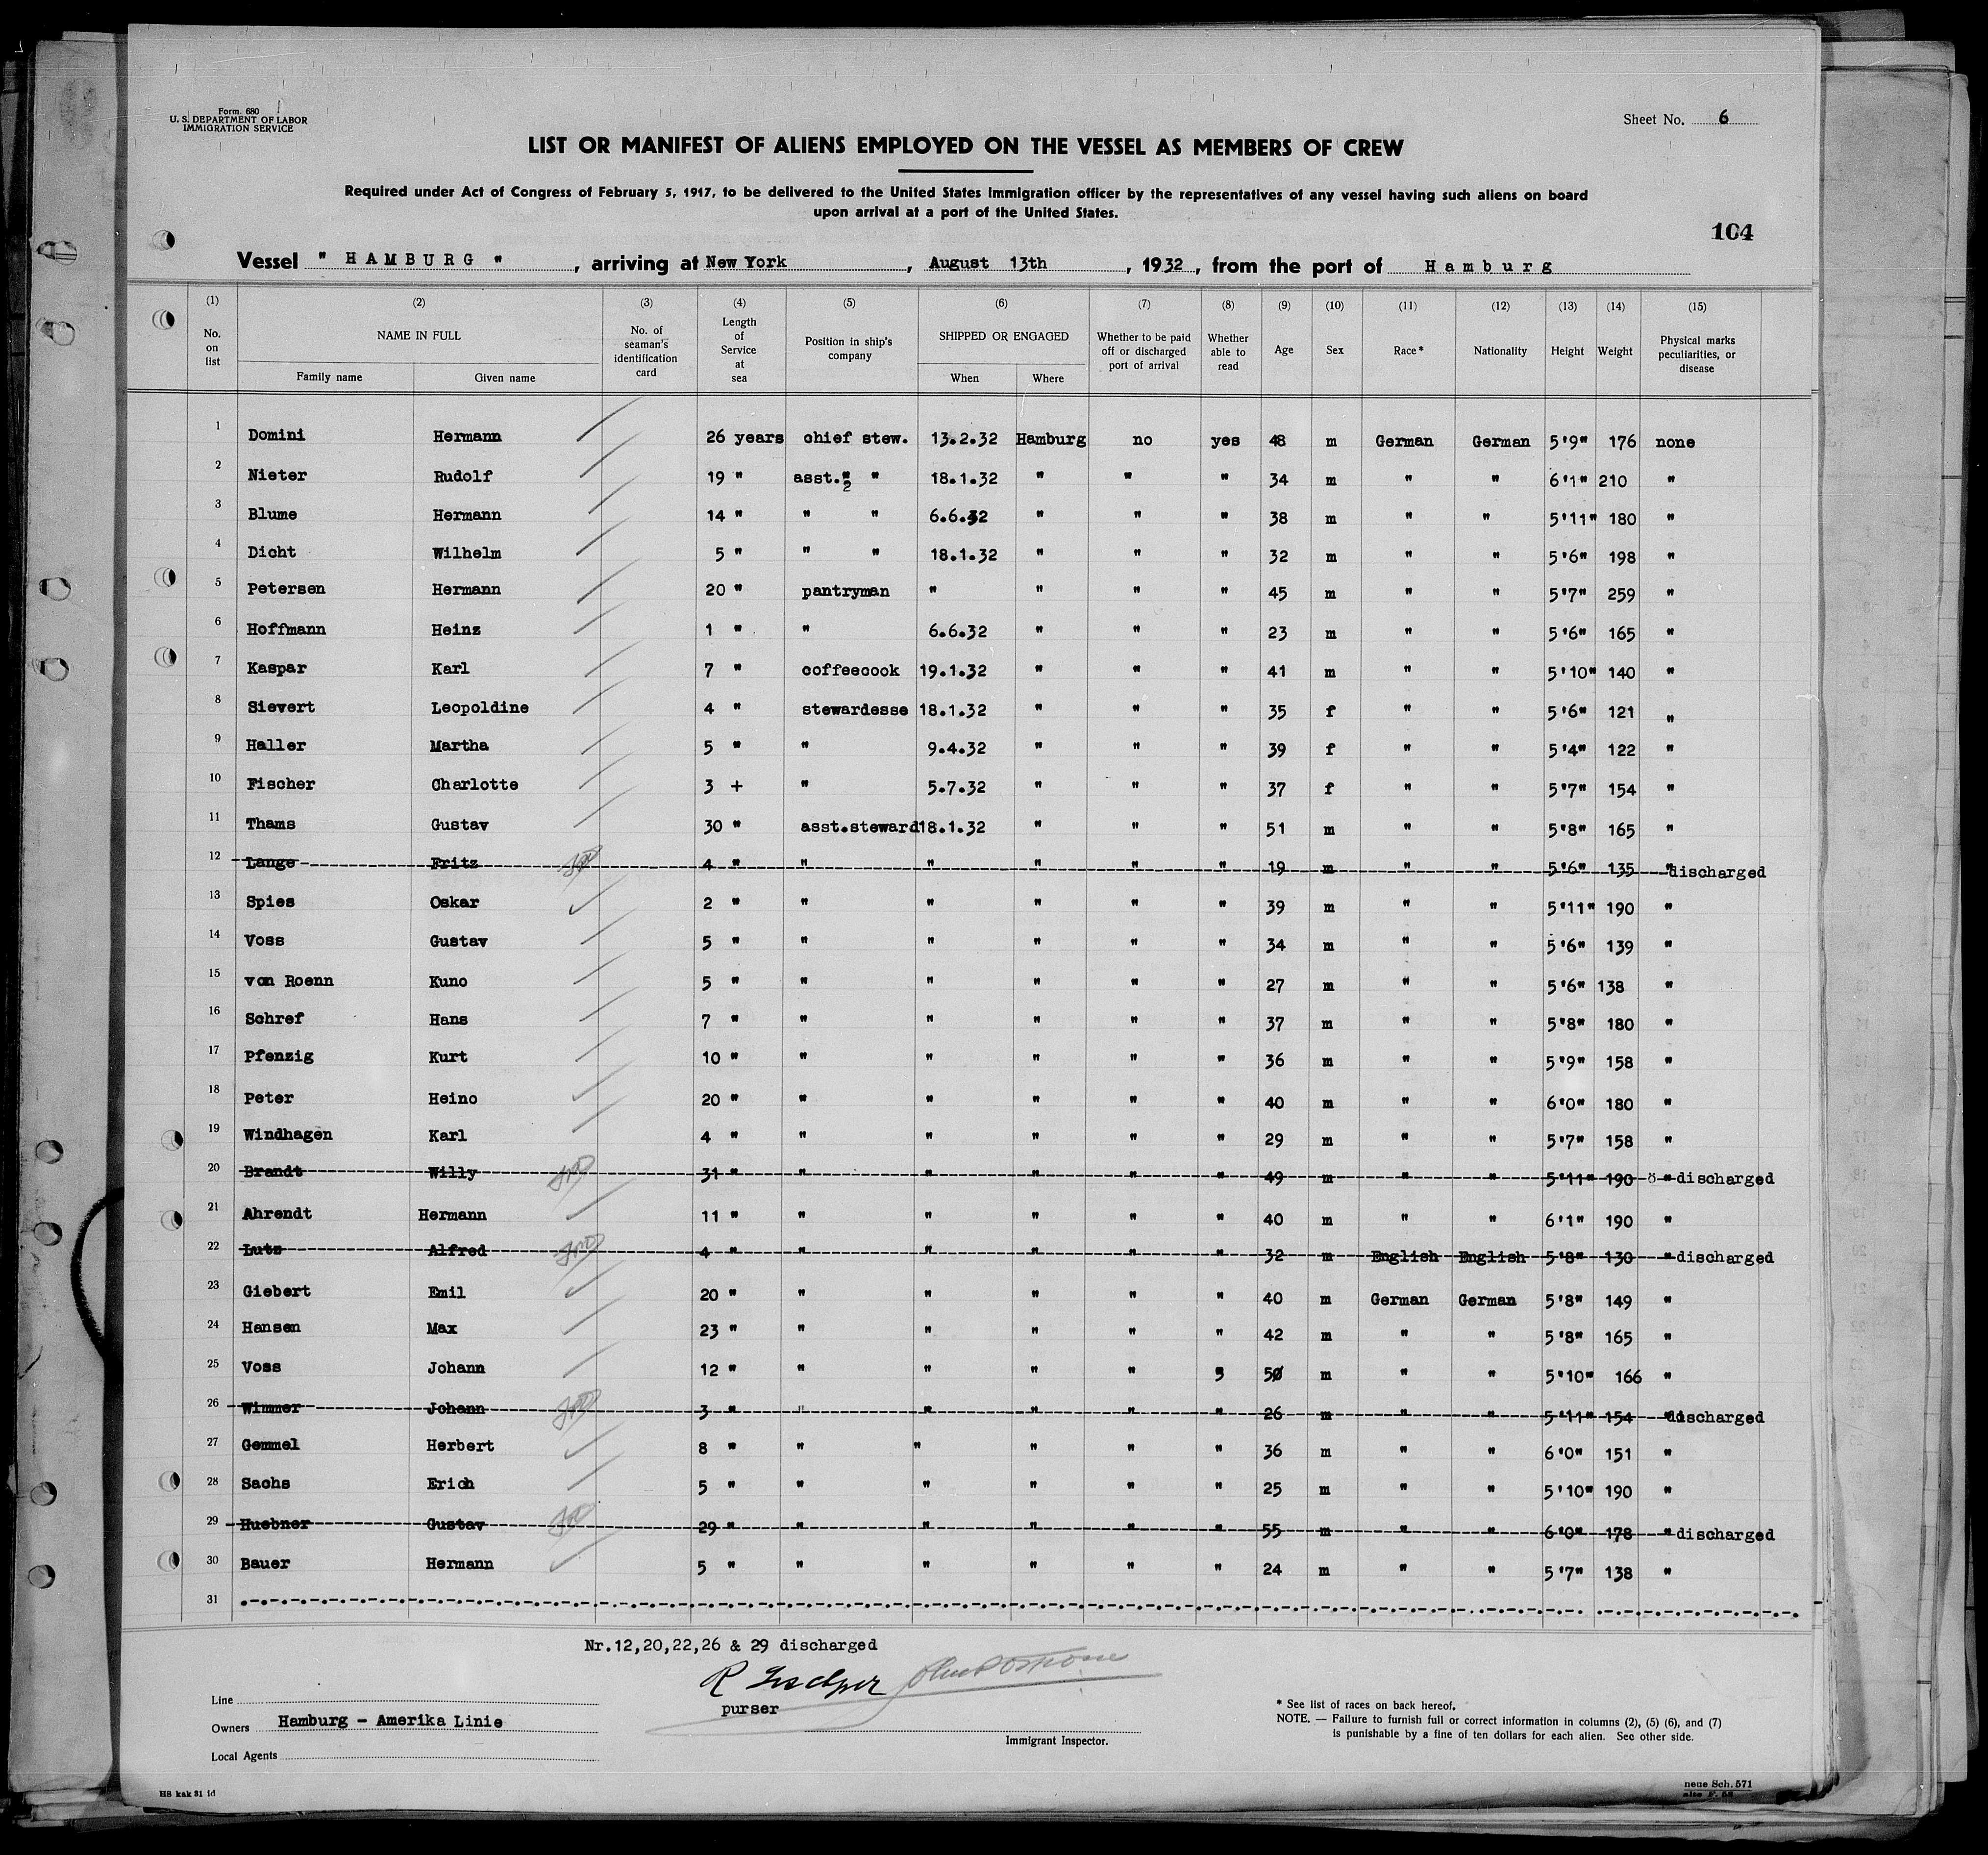 Form 680
U. S. DEPARTMENT OF LABOR
IMMIGRATION SERVICE
Sheet No. 6
LIST OR MANIFEST OF ALIENS EMPLOYED ON THE VESSEL AS MEMBERS OF CREW
Required under Act of Congress of February 5, 1917, to be delivered to the United States immigration officer by the representatives of any vessel having such aliens on board
upon arrival at a port of the United States.
104
Vessel " HAMBURG " , arriving at New York , August 13th , 1932 , from the port of Hamburg
(1) (2) (3) (4) (5) (6) (7) (8) (9) (10) (11) (12) (13) (14) (15)
No. on list NAME IN FULL Family name Given name No. of seaman's identification card Length of Service at sea Position in ship's company SHIPPED OR ENGAGED When Where Whether to be paid off or discharged port of arrival Whether able to read Age Sex Race* Nationality Height Weight Physical marks peculiarities, or disease
1 Domini Hermann 26 years chief stew. 13.2.32 Hamburg no yes 48 m German German 5'9" 176 none
2 Nieter Rudolf 19 " asst." 2 " 18.1.32 " " " 34 m " " 6'1" 210 "
3 Blume Hermann 14 " " " 6.6.32 " " " 38 m " " 5'11" 180 "
4 Dicht Wilhelm 5 " " " 18.1.32 " " " 32 m " " 5'6" 198 "
5 Petersen Hermann 20 " pantryman " " " " 45 m " " 5'7" 259 "
6 Hoffmann Heinz 1 " " 6.6.32 " " " 23 m " " 5'6" 165 "
7 Kaspar Karl 7 " coffeecook 19.1.32 " " " 41 m " " 5'10" 140 "
8 Sievert Leopoldine 4 " stewardesse 18.1.32 " " " 35 f " " 5'6" 121 "
9 Haller Martha 5 " " 9.4.32 " " " 39 f " " 5'4" 122 "
10 Fischer Charlotte 3 + " 5.7.32 " " " 37 f " " 5'7" 154 "
11 Thams Gustav 30 " asst.steward 18.1.32 " " " 51 m " " 5'8" 165 "
12 Lange Fritz 4 " " " " " " 19 m " " 5'6" 135 " discharged
13 Spies Oskar 2 " " " " " " 39 m " " 5'11" 190 "
14 Voss Gustav 5 " " " " " " 34 m " " 5'6" 139 "
15 von Roenn Kuno 5 " " " " " " 27 m " " 5'6" 138 "
16 Schref Hans 7 " " " " " " 37 m " " 5'8" 180 "
17 Pfenzig Kurt 10 " " " " " " 36 m " " 5'9" 158 "
18 Peter Heino 20 " " " " " " 40 m " " 6'0" 180 "
19 Windhagen Karl 4 " " " " " " 29 m " " 5'7" 158 "
20 Brandt Willy 31 " " " " " " 49 m " " 5'11" 190 " discharged
21 Ahrendt Hermann 11 " " " " " " 40 m " " 6'1" 190 "
22 Lutz Alfred 4 " " " " " " 32 m English English 5'8" 130 " discharged
23 Giebert Emil 20 " " " " " " 40 m German German 5'8" 149 "
24 Hansen Max 23 " " " " " " 42 m " " 5'8" 165 "
25 Voss Johann 12 " " " " " 9 50 m " " 5'10" 166 "
26 Wimmer Johann 3 " " " " " " 26 m " " 5'11" 154 " discharged
27 Gemmel Herbert 8 " " " " " " 36 m " " 6'0" 151 "
28 Sachs Erich 5 " " " " " " 25 m " " 5'10" 190 "
29 Huebner Gustav 29 " " " " " " 55 m " " 6'0" 178 " discharged
30 Bauer Hermann 5 " " " " " " 24 m " " 5'7" 138 "
31
Nr.12,20,22,26 & 29 discharged
R
purser
Line
Owners Hamburg - Amerika Linie
Local Agents
Immigrant Inspector.
* See list of races on back hereof.
NOTE. — Failure to furnish full or correct information in columns (2), (5) (6), and (7)
is punishable by a fine of ten dollars for each alien. See other side.
HS kak 31 1d
neue Sch. 571
alte F. 58